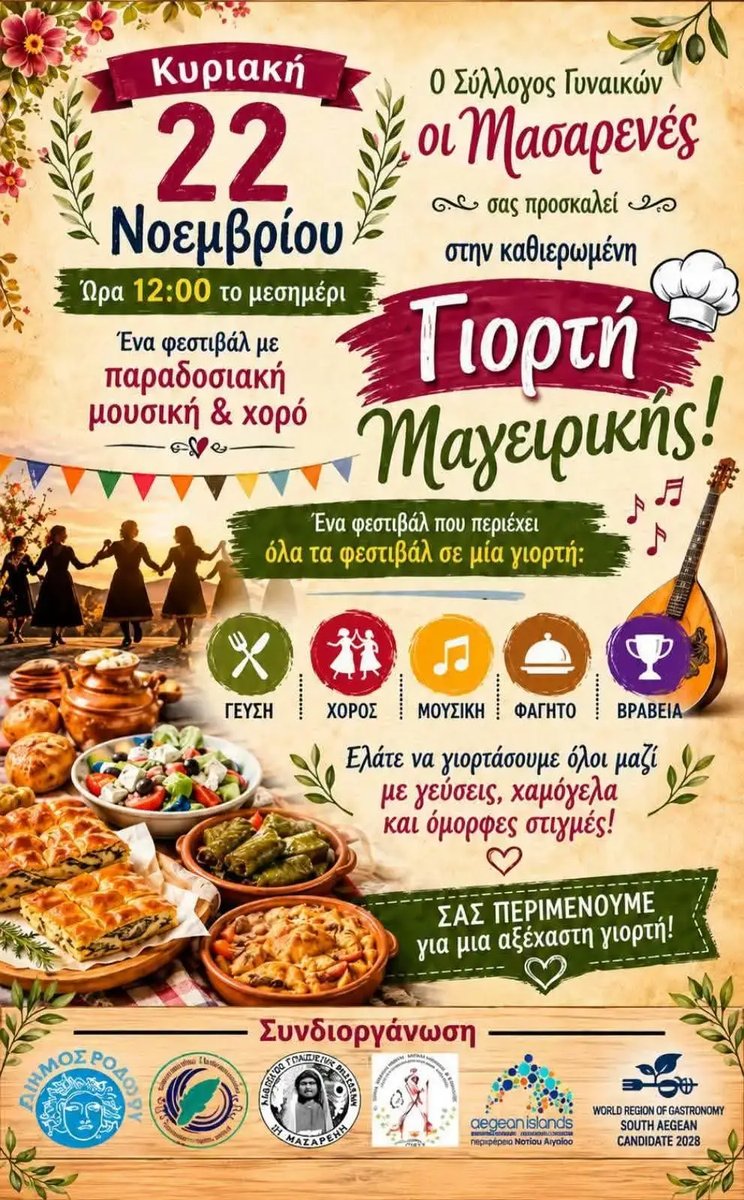 Κυριακή
22
Νοεμβρίου
Ώρα 12:00 το μεσημέρι
Ένα φεστιβάλ με
παραδοσιακή
μουσική & χορό
Ο Σύλλογος Γυναικών
οι Μασαρενές
σας προσκαλεί
στην καθιερωμένη
Γιορτή
Μαγειρικής!
Ένα φεστιβάλ που περιέχει
όλα τα φεστιβάλ σε μία γιορτή:
ΓΕΥΣΗ
ΧΟΡΟΣ
ΜΟΥΣΙΚΗ
ΦΑΓΗΤΟ
ΒΡΑΒΕΙΑ
Ελάτε να γιορτάσουμε όλοι μαζί
με γεύσεις, χαμόγελα
και όμορφες στιγμές!
ΣΑΣ ΠΕΡΙΜΕΝΟΥΜΕ
για μια αξέχαστη γιορτή!
Συνδιοργάνωση
ΜΑΖΑΡΕΝΗ
aegean islands
περιφέρεια Νοτίου Αιγαίου
WORLD REGION OF GASTRONOMY
SOUTH AEGEAN
CANDIDATE 2028